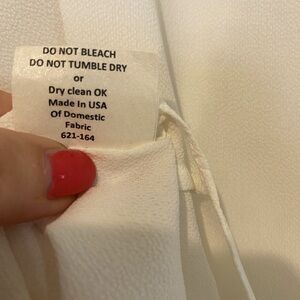 DO NOT BLEACH
DO NOT TUMBLE DRY
or
Dry clean OK
Made In USA
Of Domestic
Fabric
621-164